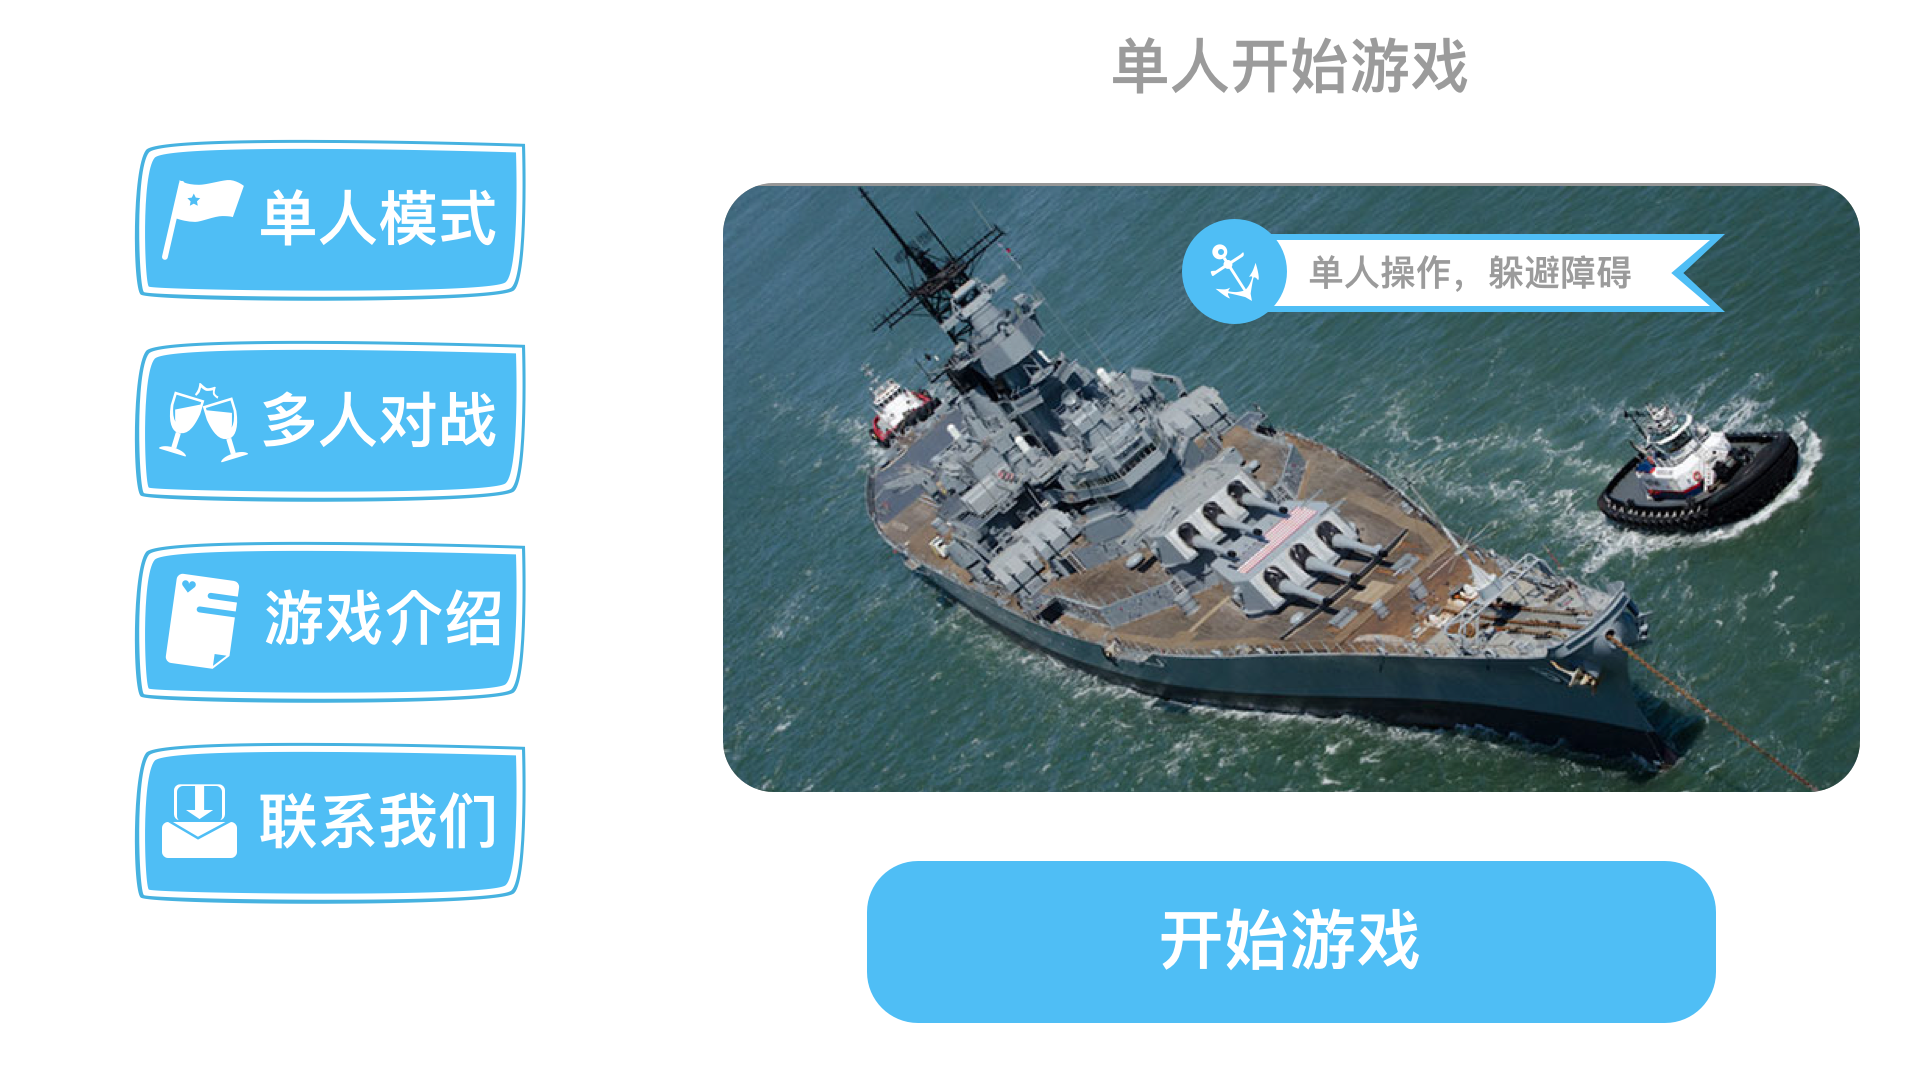 单人开始游戏
单人模式
多人对战
游戏介绍
联系我们
单人操作，躲避障碍
开始游戏